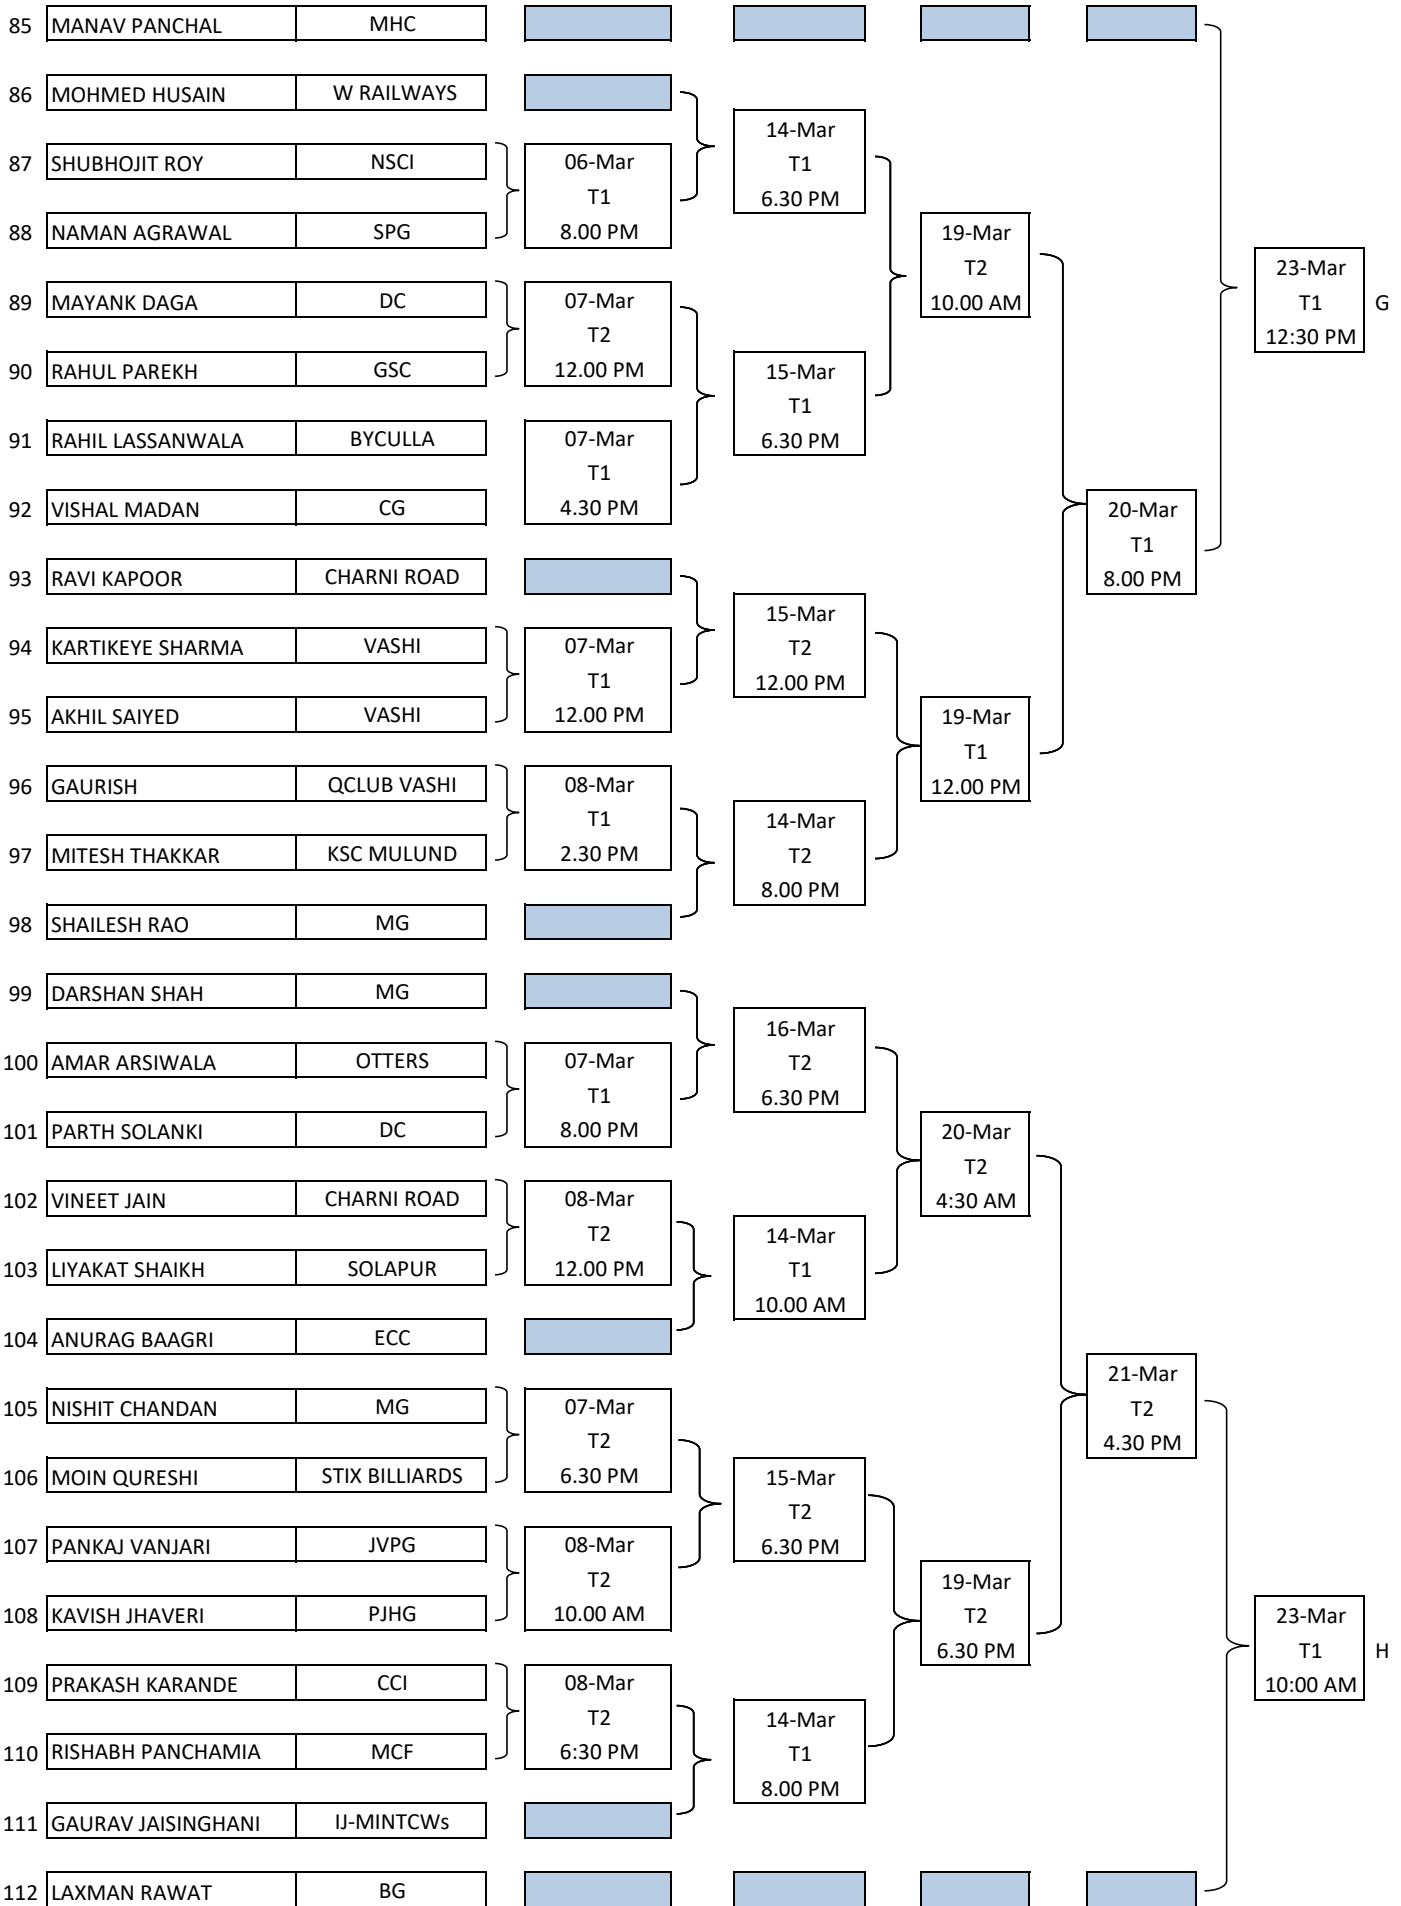 85 MANAV PANCHAL MHC
86 MOHMED HUSAIN W RAILWAYS
14-Mar
87 SHUBHOJIT ROY NSCI 06-Mar T1
T1 6.30 PM
88 NAMAN AGRAWAL SPG 8.00 PM 19-Mar
T2 23-Mar
89 MAYANK DAGA DC 07-Mar 10.00 AM T1 G
T2 12:30 PM
90 RAHUL PAREKH GSC 12.00 PM 15-Mar
T1
91 RAHIL LASSANWALA BYCULLA 07-Mar 6.30 PM
T1
92 VISHAL MADAN CG 4.30 PM 20-Mar
T1
93 RAVI KAPOOR CHARNI ROAD 8.00 PM
15-Mar
94 KARTIKEYE SHARMA VASHI 07-Mar T2
T1 12.00 PM
95 AKHIL SAIYED VASHI 12.00 PM 19-Mar
T1
96 GAURISH QCLUB VASHI 08-Mar 12.00 PM
T1 14-Mar
97 MITESH THAKKAR KSC MULUND 2.30 PM T2
8.00 PM
98 SHAILESH RAO MG
99 DARSHAN SHAH MG
16-Mar
100 AMAR ARSIWALA OTTERS 07-Mar T2
T1 6.30 PM
101 PARTH SOLANKI DC 8.00 PM 20-Mar
T2
102 VINEET JAIN CHARNI ROAD 08-Mar 4:30 AM
T2 14-Mar
103 LIYAKAT SHAIKH SOLAPUR 12.00 PM T1
10.00 AM
104 ANURAG BAAGRI ECC
21-Mar
105 NISHIT CHANDAN MG 07-Mar T2
T2 4.30 PM
106 MOIN QURESHI STIX BILLIARDS 6.30 PM 15-Mar
T2
107 PANKAJ VANJARI JVPG 08-Mar 6.30 PM
T2 19-Mar
108 KAVISH JHAVERI PJHG 10.00 AM T2 23-Mar
6.30 PM T1 H
109 PRAKASH KARANDE CCI 08-Mar 10:00 AM
T2 14-Mar
110 RISHABH PANCHAMIA MCF 6:30 PM T1
8.00 PM
111 GAURAV JAISINGHANI IJ-MINTCWs
112 LAXMAN RAWAT BG